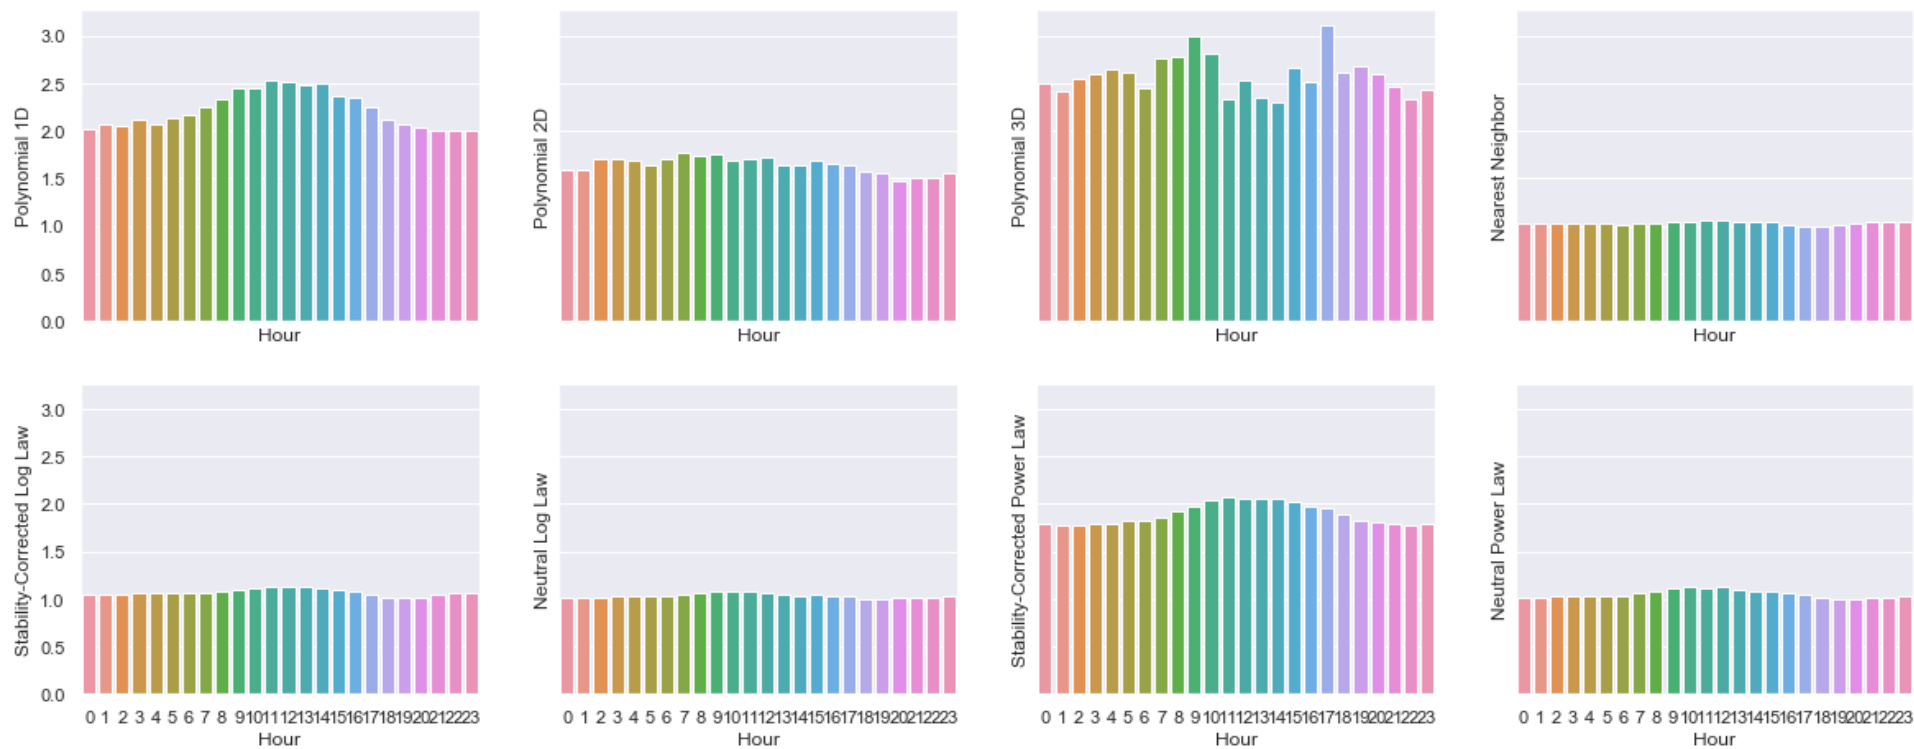 Polynomial 1D
3.0
2.5
2.0
1.5
1.0
0.5
0.0
Hour
Polynomial 2D
Hour
Polynomial 3D
Hour
Nearest Neighbor
Hour
Stability-Corrected Log Law
3.0
2.5
2.0
1.5
1.0
0.5
0.0
0 1 2 3 4 5 6 7 8 9 10 11 12 13 14 15 16 17 18 19 20 21 22 23
Hour
Neutral Log Law
0 1 2 3 4 5 6 7 8 9 10 11 12 13 14 15 16 17 18 19 20 21 22 23
Hour
Stability-Corrected Power Law
0 1 2 3 4 5 6 7 8 9 10 11 12 13 14 15 16 17 18 19 20 21 22 23
Hour
Neutral Power Law
0 1 2 3 4 5 6 7 8 9 10 11 12 13 14 15 16 17 18 19 20 21 22 23
Hour